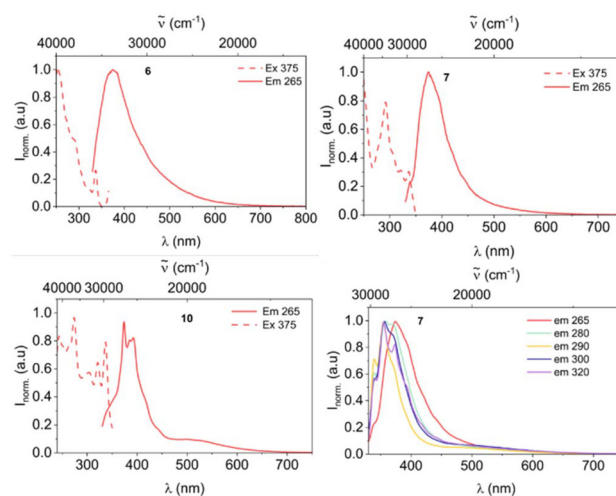 ν̃ (cm⁻¹)
40000 30000 20000
6
Ex 375
Em 265
I norm. (a.u)
1.0
0.8
0.6
0.4
0.2
0.0
300 400 500 600 700 800
λ (nm)
ν̃ (cm⁻¹)
40000 30000 20000
7
Ex 375
Em 265
I norm. (a.u)
1.0
0.8
0.6
0.4
0.2
0.0
300 400 500 600 700
λ (nm)
ν̃ (cm⁻¹)
40000 30000 20000
10
Em 265
Ex 375
I norm. (a.u)
1.0
0.8
0.6
0.4
0.2
0.0
300 400 500 600 700
λ (nm)
ν̃ (cm⁻¹)
30000 20000
7
em 265
em 280
em 290
em 300
em 320
I norm. (a.u)
1.0
0.8
0.6
0.4
0.2
0.0
400 500 600 700
λ (nm)